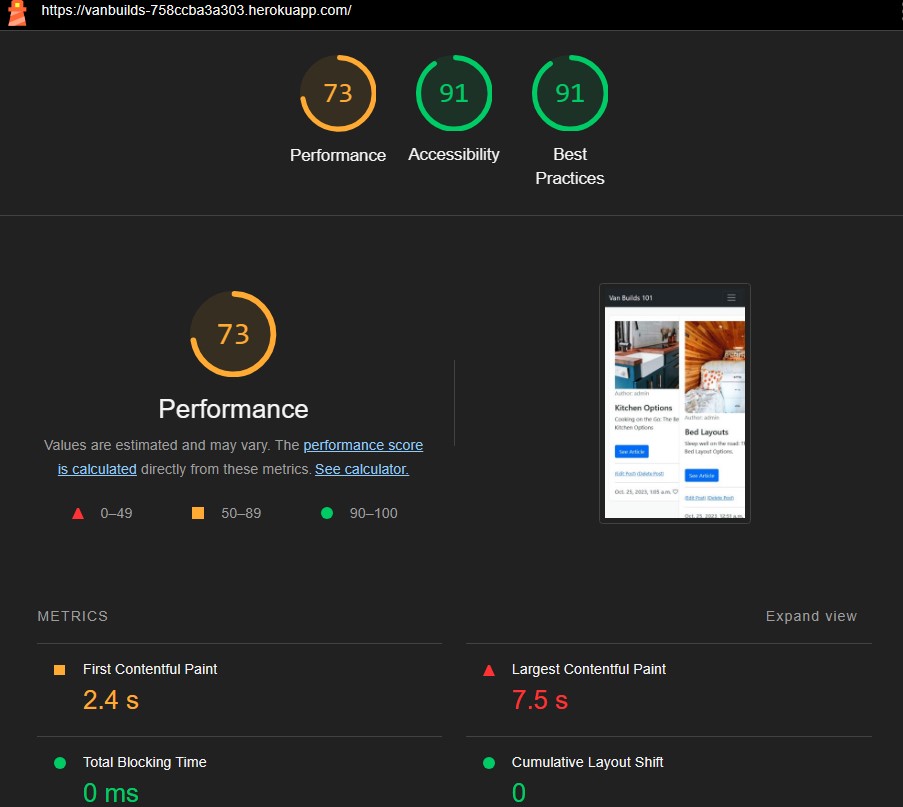 https://vanbuilds-758ccba3a303.herokuapp.com/
73
91
91
Performance
Accessibility
Best
Practices
73
Performance
Values are estimated and may vary. The performance score
is calculated directly from these metrics. See calculator.
0–49
50–89
90–100
Van Builds 101
Author: admin
Kitchen Options
Cooking on the Go: The Be
Kitchen Options.
See Article
Edit Post (Delete Post)
Oct. 25, 2023, 1:05 a.m.
Author: admin
Bed Layouts
Sleep well on the road: T
Bed Layout Options.
See Article
Edit Post (Delete Post)
Oct. 25, 2023, 12:51 a.m.
METRICS
Expand view
First Contentful Paint
2.4 s
Largest Contentful Paint
7.5 s
Total Blocking Time
0 ms
Cumulative Layout Shift
0